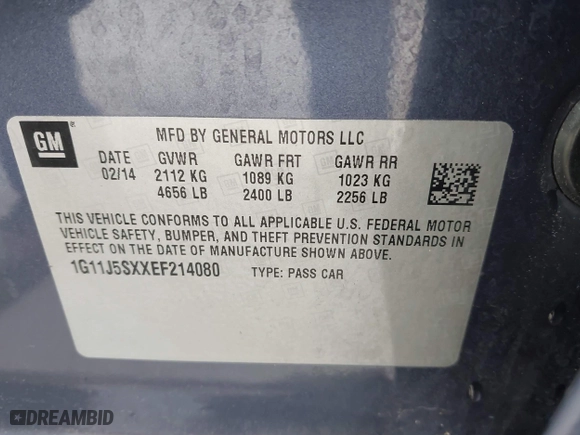 GM
MFD BY GENERAL MOTORS LLC
DATE GVWR GAWR FRT GAWR RR
02/14 2112 KG 1089 KG 1023 KG
4656 LB 2400 LB 2256 LB
THIS VEHICLE CONFORMS TO ALL APPLICABLE U.S. FEDERAL MOTOR
VEHICLE SAFETY, BUMPER, AND THEFT PREVENTION STANDARDS IN
EFFECT ON THE DATE OF MANUFACTURE SHOWN ABOVE.
1G11J5SXXEF214080 TYPE: PASS CAR
DREAMBID